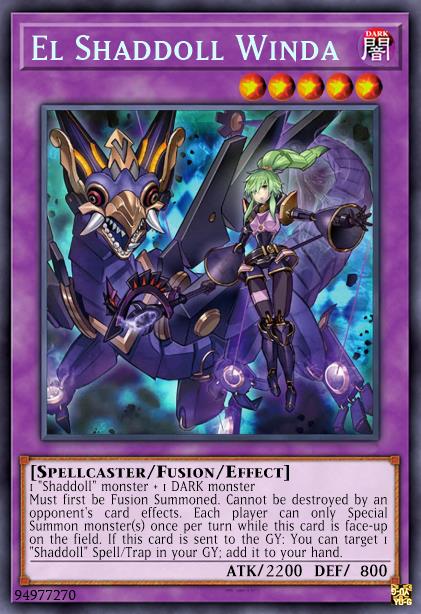 El Shaddoll Winda
DARK
闇
[Spellcaster/Fusion/Effect]
1 "Shaddoll" monster + 1 DARK monster
Must first be Fusion Summoned. Cannot be destroyed by an
opponent's card effects. Each player can only Special
Summon monster(s) once per turn while this card is face-up
on the field. If this card is sent to the GY: You can target 1
"Shaddoll" Spell/Trap in your GY; add it to your hand.
ATK/2200 DEF/ 800
94977270